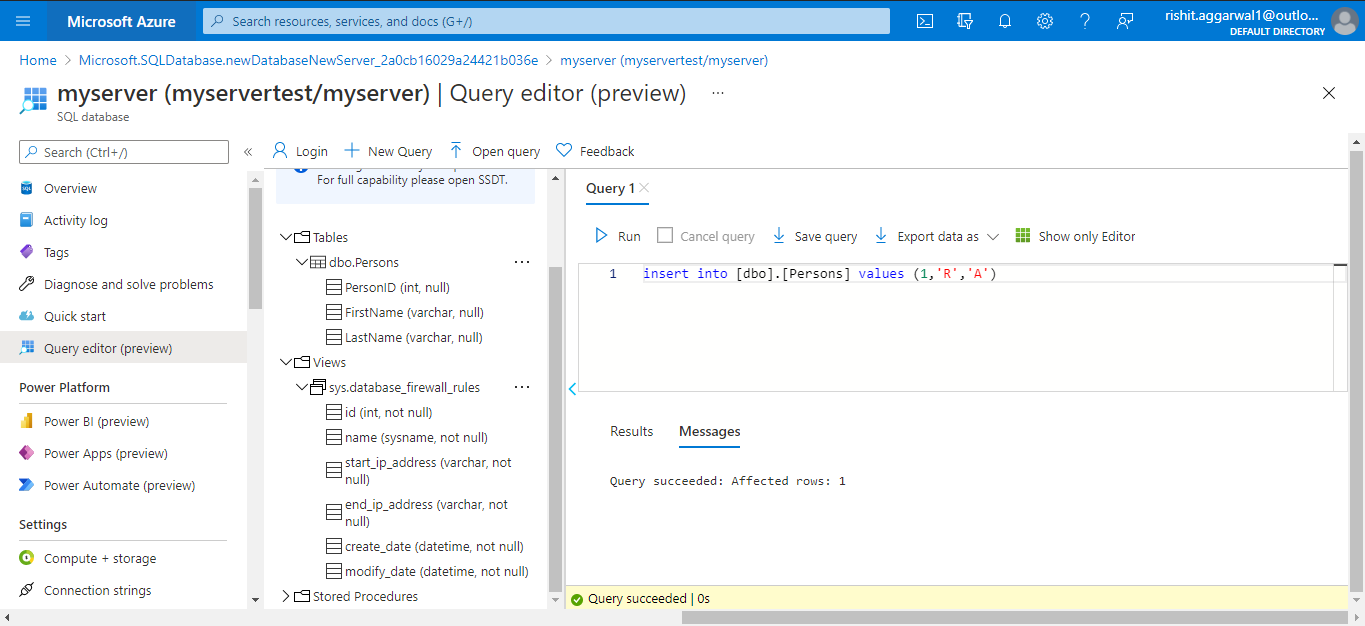 Microsoft Azure
Search resources, services, and docs (G+/)
rishit.aggarwal1@outlo...
DEFAULT DIRECTORY
Home > Microsoft.SQLDatabase.newDatabaseNewServer_2a0cb16029a24421b036e > myserver (myservertest/myserver)
myserver (myservertest/myserver) | Query editor (preview) ...
SQL database
Search (Ctrl+/)
«
Login
New Query
Open query
Feedback
Overview
Activity log
Tags
Diagnose and solve problems
Quick start
Query editor (preview)
Power Platform
Power BI (preview)
Power Apps (preview)
Power Automate (preview)
Settings
Compute + storage
Connection strings
For full capability please open SSDT.
Tables
dbo.Persons ...
PersonID (int, null)
FirstName (varchar, null)
LastName (varchar, null)
Views
sys.database_firewall_rules ...
id (int, not null)
name (sysname, not null)
start_ip_address (varchar, not
null)
end_ip_address (varchar, not
null)
create_date (datetime, not null)
modify_date (datetime, not null)
Stored Procedures
Query 1
Run
Cancel query
Save query
Export data as
Show only Editor
1 insert into [dbo].[Persons] values (1,'R','A')
Results
Messages
Query succeeded: Affected rows: 1
Query succeeded | 0s